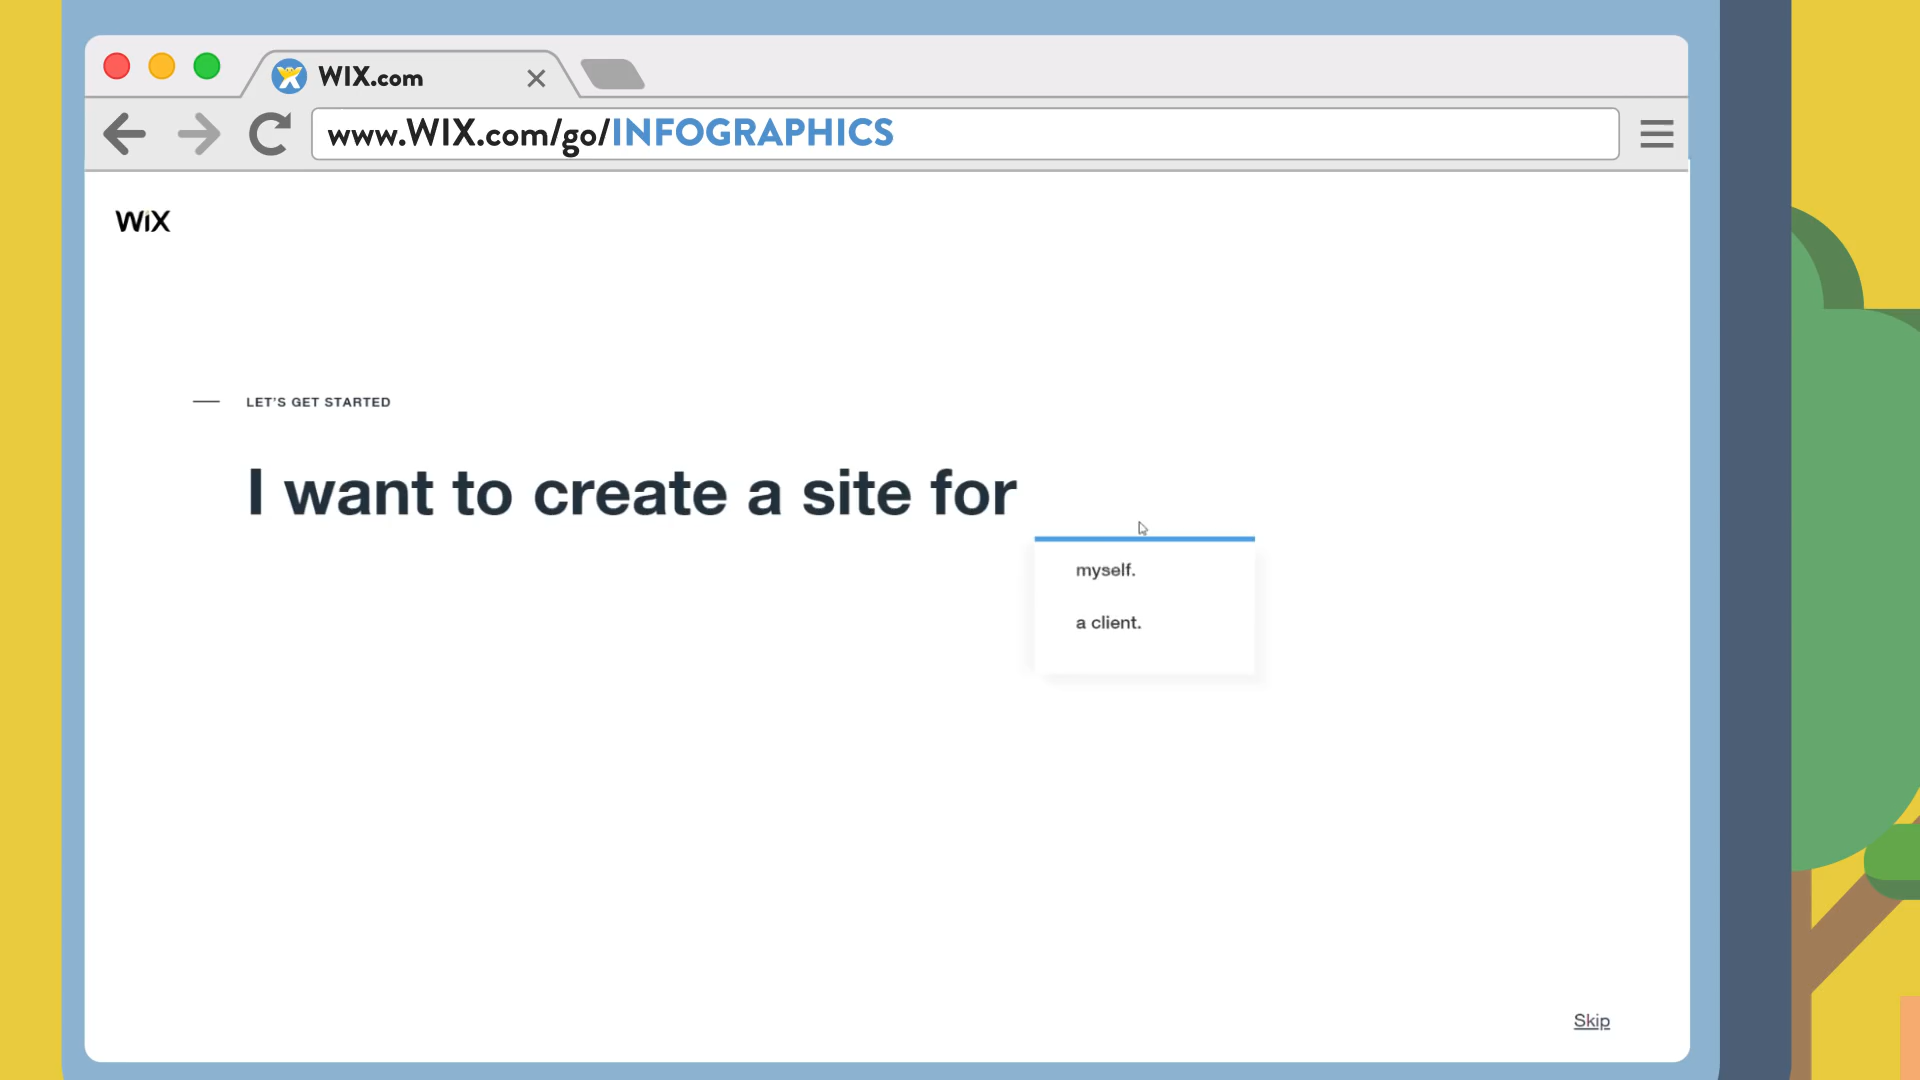 WIX.com
www.WIX.com/go/INFOGRAPHICS
WiX
LET'S GET STARTED
I want to create a site for
myself.
a client.
Skip